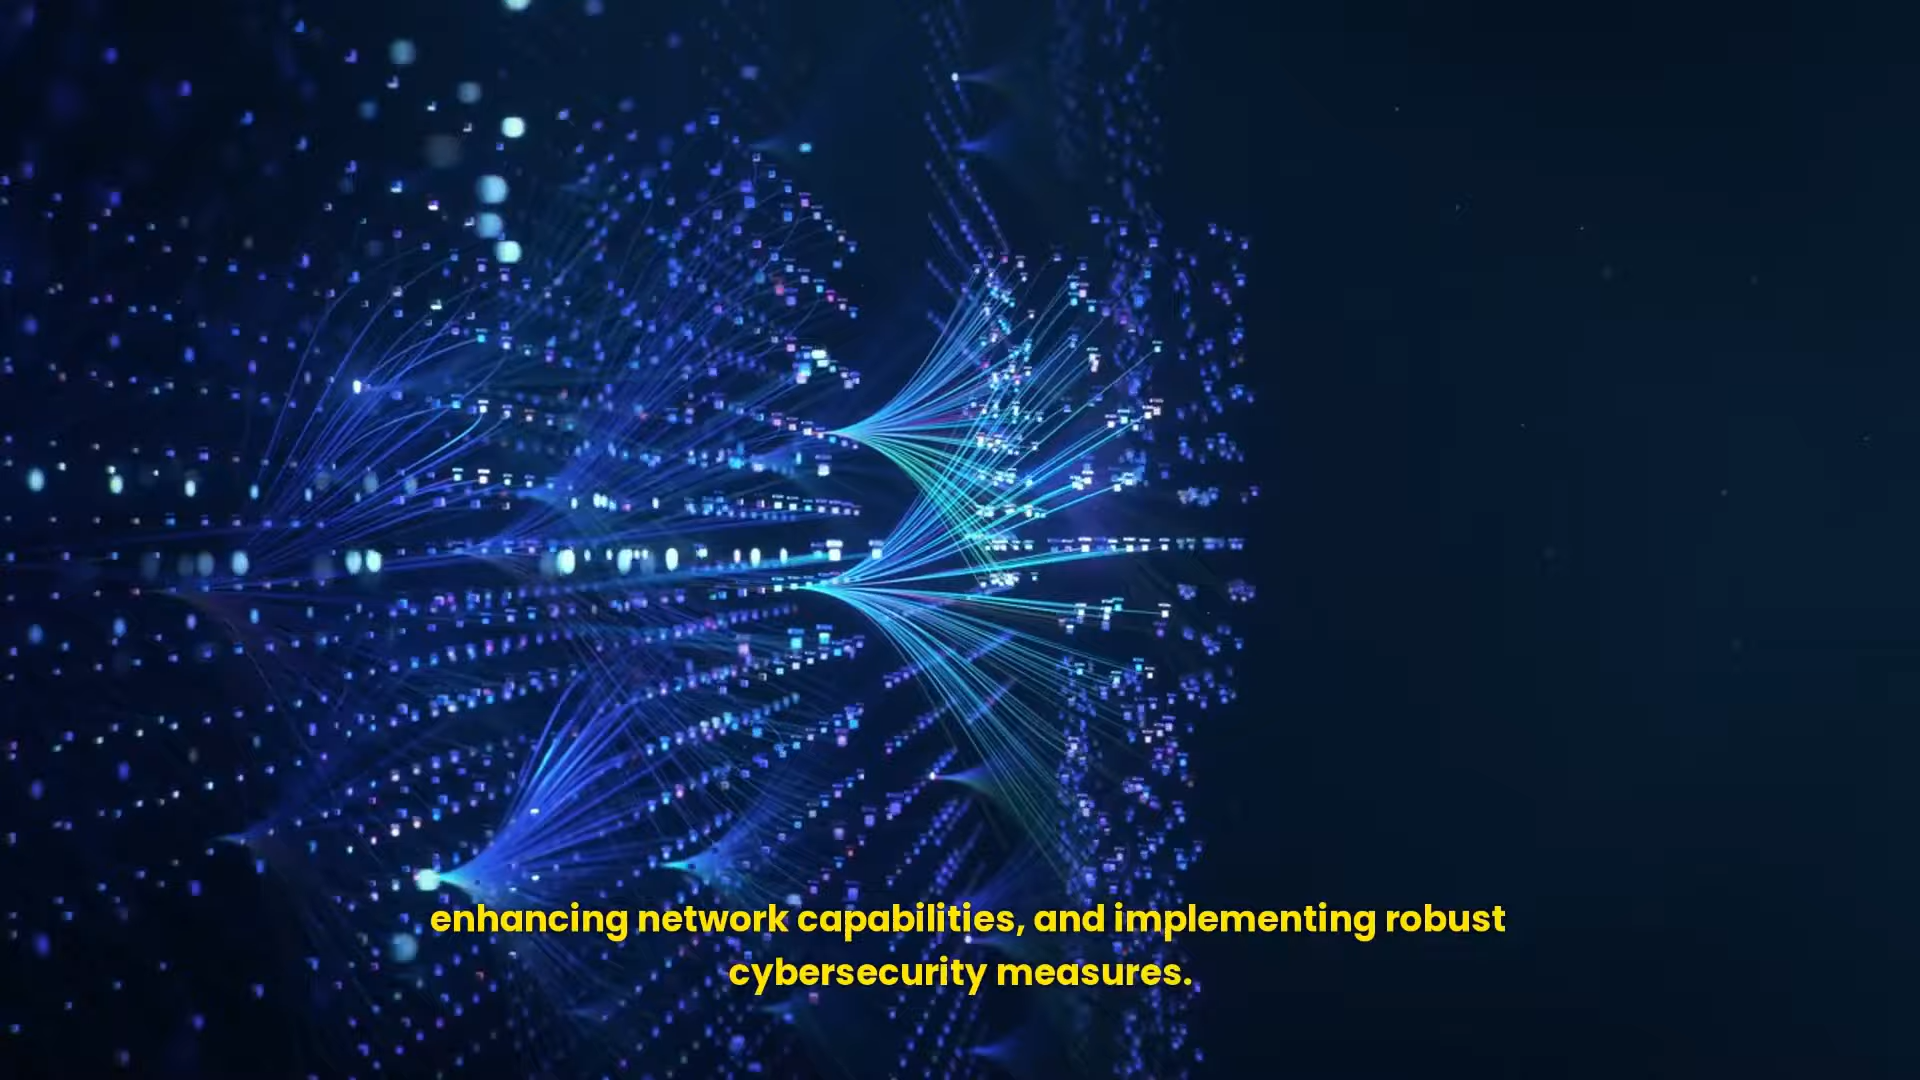 enhancing network capabilities, and implementing robust
cybersecurity measures.